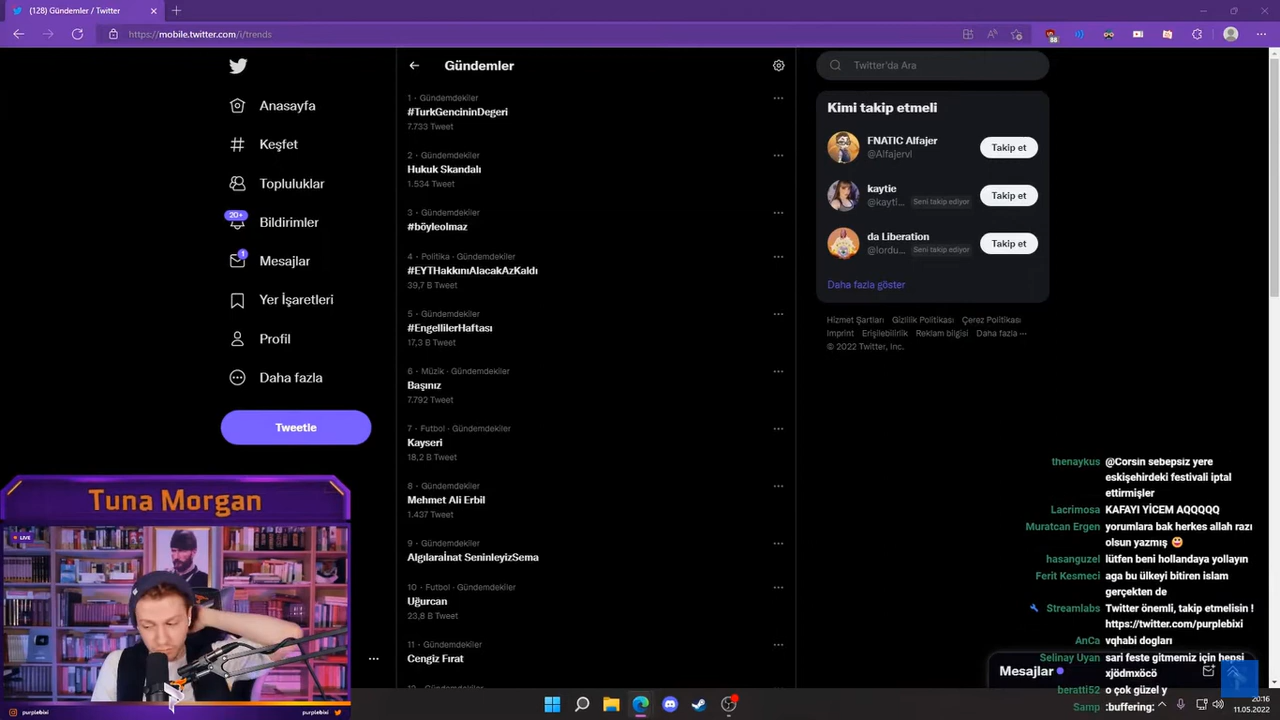 (128) Gündemler / Twitter
https://mobile.twitter.com/i/trends
88
Anasayfa
Keşfet
Topluluklar
20+
Bildirimler
1
Mesajlar
Yer İşaretleri
Profil
Daha fazla
Tweetle
Gündemler
1 · Gündemdekiler
#TurkGencininDegeri
7.733 Tweet
2 · Gündemdekiler
Hukuk Skandalı
1.534 Tweet
3 · Gündemdekiler
#böyleolmaz
4 · Politika · Gündemdekiler
#EYTHakkınıAlacakAzKaldı
39,7 B Tweet
5 · Gündemdekiler
#EngellilerHaftası
17,3 B Tweet
6 · Müzik · Gündemdekiler
Başınız
7.792 Tweet
7 · Futbol · Gündemdekiler
Kayseri
18,2 B Tweet
8 · Gündemdekiler
Mehmet Ali Erbil
1.437 Tweet
9 · Gündemdekiler
Algılaraİnat SeninleyizSema
10 · Futbol · Gündemdekiler
Uğurcan
23,8 B Tweet
11 · Gündemdekiler
Cengiz Fırat
Twitter'da Ara
Kimi takip etmeli
FNATIC Alfajer
@Alfajervl
Takip et
kaytie
@kayti... Seni takip ediyor
Takip et
da Liberation
@lordu... Seni takip ediyor
Takip et
Daha fazla göster
Hizmet Şartları Gizlilik Politikası Çerez Politikası
Imprint Erişilebilirlik Reklam bilgisi Daha fazla ···
© 2022 Twitter, Inc.
thenaykus @Corsin sebepsiz yere
eskişehirdeki festivali iptal
ettirmişler
Lacrimosa KAFAYI YİCEM AQQQQQ
Muratcan Ergen yorumlara bak herkes allah razı
olsun yazmış
hasanguzel lütfen beni hollandaya yollayın
Ferit Kesmeci aga bu ülkeyi bitiren islam
gerçekten de
Streamlabs Twitter önemli, takip etmelisin !
https://twitter.com/purplebixi
AnCa vqhabi dogları
Selinay Uyan sari feste gitmemiz için hepsi
xjödmxöcö
beratti52 o çok güzel y
Samp :buffering:
Mesajlar
Tuna Morgan
LIVE
purplebixi
purplebixi
20:16
11.05.2022